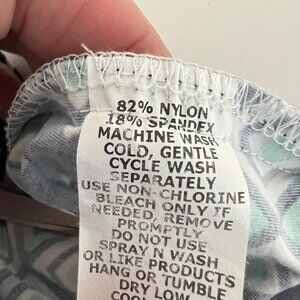 82% NYLON
18% SPANDEX
MACHINE WASH
COLD, GENTLE
CYCLE WASH
SEPARATELY
USE NON-CHLORINE
BLEACH ONLY IF
NEEDED, REMOVE
PROMPTLY
DO NOT USE
SPRAY N WASH
OR LIKE PRODUCTS
HANG OR TUMBLE
DRY LOW
COOL